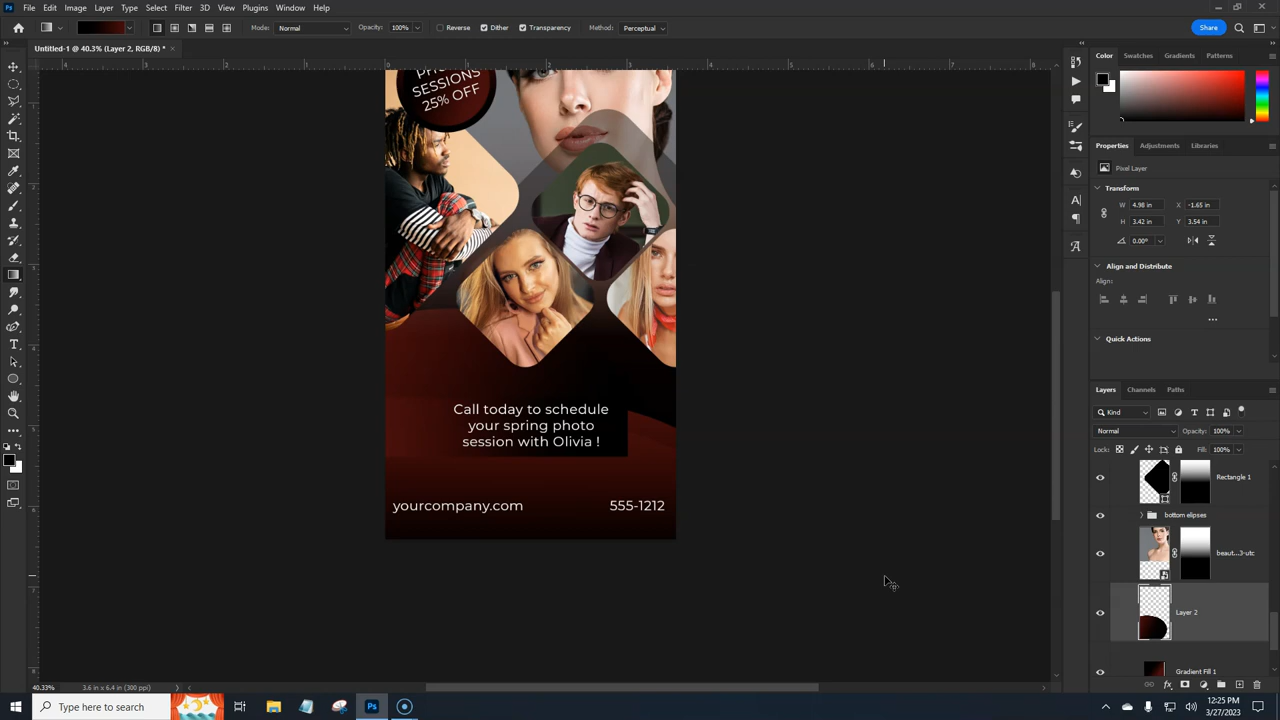 File Edit Image Layer Type Select Filter 3D View Plugins Window Help
Mode: Normal Opacity: 100% Reverse Dither Transparency Method: Perceptual
Share
Untitled-1 @ 40.3% (Layer 2, RGB/8) *
Color Swatches Gradients Patterns
SESSIONS
25% OFF
Call today to schedule
your spring photo
session with Olivia !
yourcompany.com 555-1212
Properties Adjustments Libraries
Pixel Layer
Transform
W 4.98 in X -1.65 in
H 3.42 in Y 3.54 in
0.00°
Align and Distribute
Align:
Quick Actions
Layers Channels Paths
Kind
Normal Opacity: 100%
Lock: Fill: 100%
Rectangle 1
bottom elipses
beaut...3-utc
Layer 2
Gradient Fill 1
40.33% 3.6 in x 6.4 in (300 ppi)
Type here to search
12:25 PM
3/27/2023